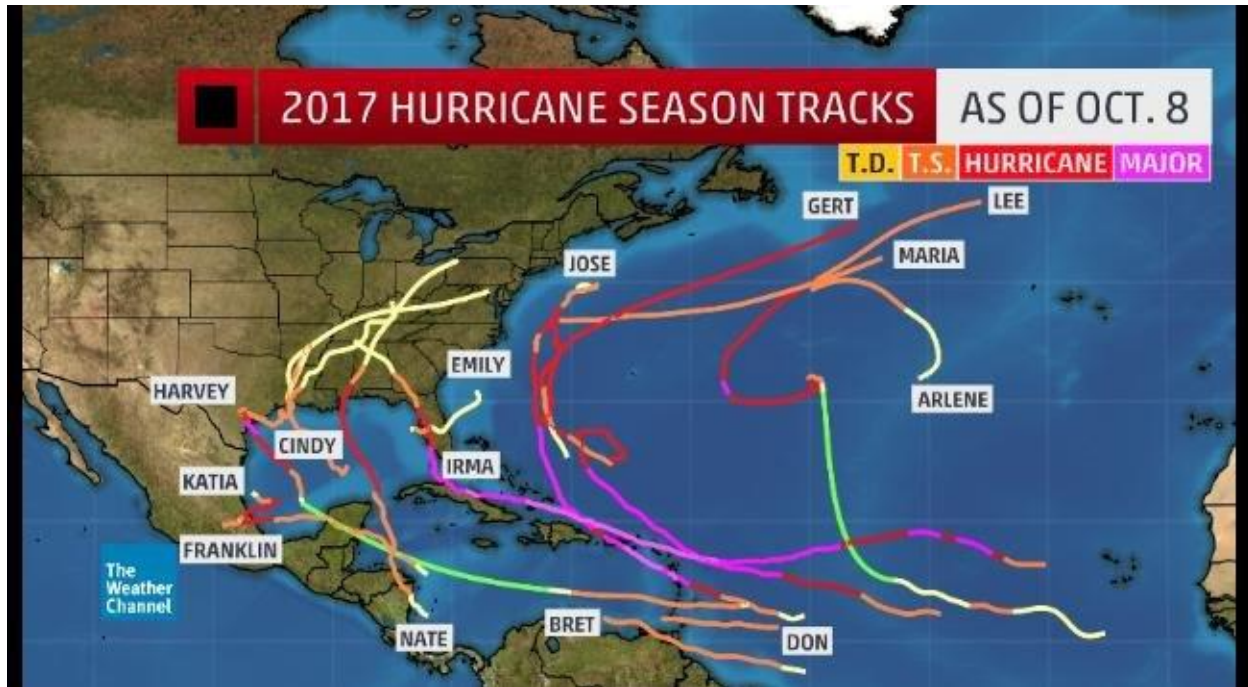 2017 HURRICANE SEASON TRACKS AS OF OCT. 8
T.D. T.S. HURRICANE MAJOR
GERT
LEE
MARIA
JOSE
EMILY
HARVEY
ARLENE
CINDY
IRMA
KATIA
FRANKLIN
The
Weather
Channel
NATE
BRET
DON